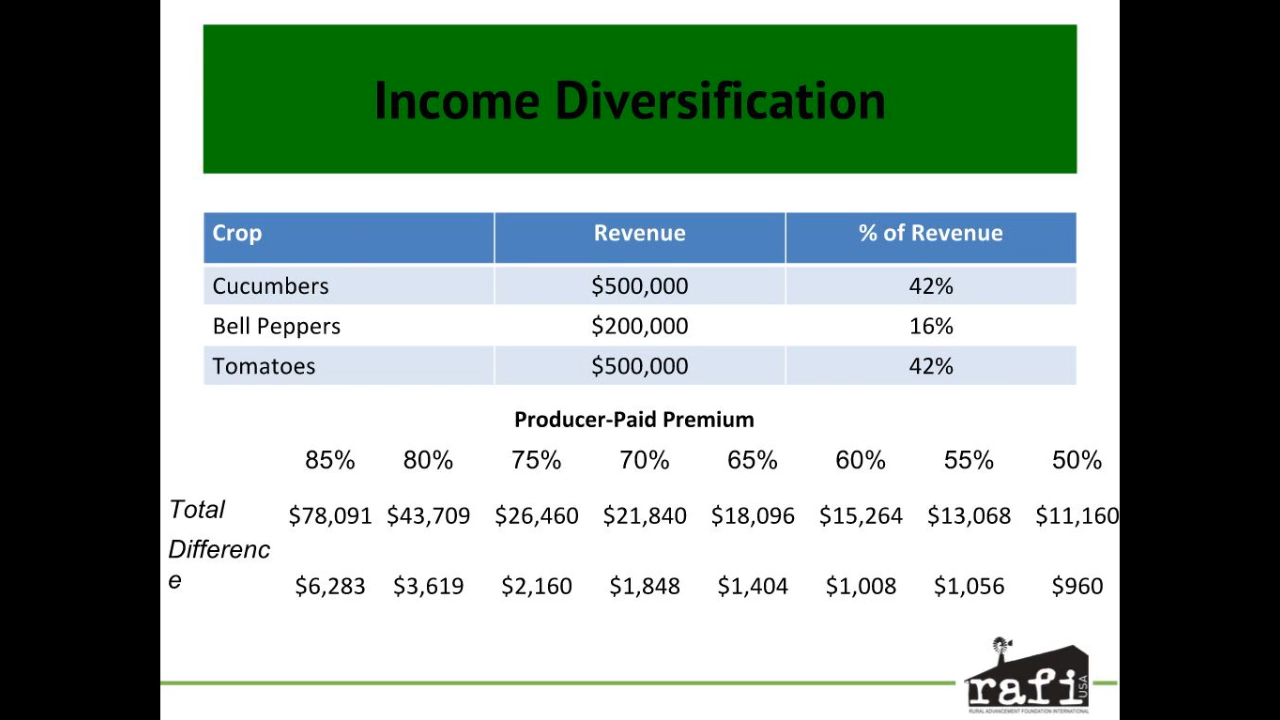 Income Diversification
Crop Revenue % of Revenue
Cucumbers $500,000 42%
Bell Peppers $200,000 16%
Tomatoes $500,000 42%
Producer-Paid Premium
85% 80% 75% 70% 65% 60% 55% 50%
Total $78,091 $43,709 $26,460 $21,840 $18,096 $15,264 $13,068 $11,160
Differenc
e $6,283 $3,619 $2,160 $1,848 $1,404 $1,008 $1,056 $960
rafi
USA
RURAL ADVANCEMENT FOUNDATION INTERNATIONAL